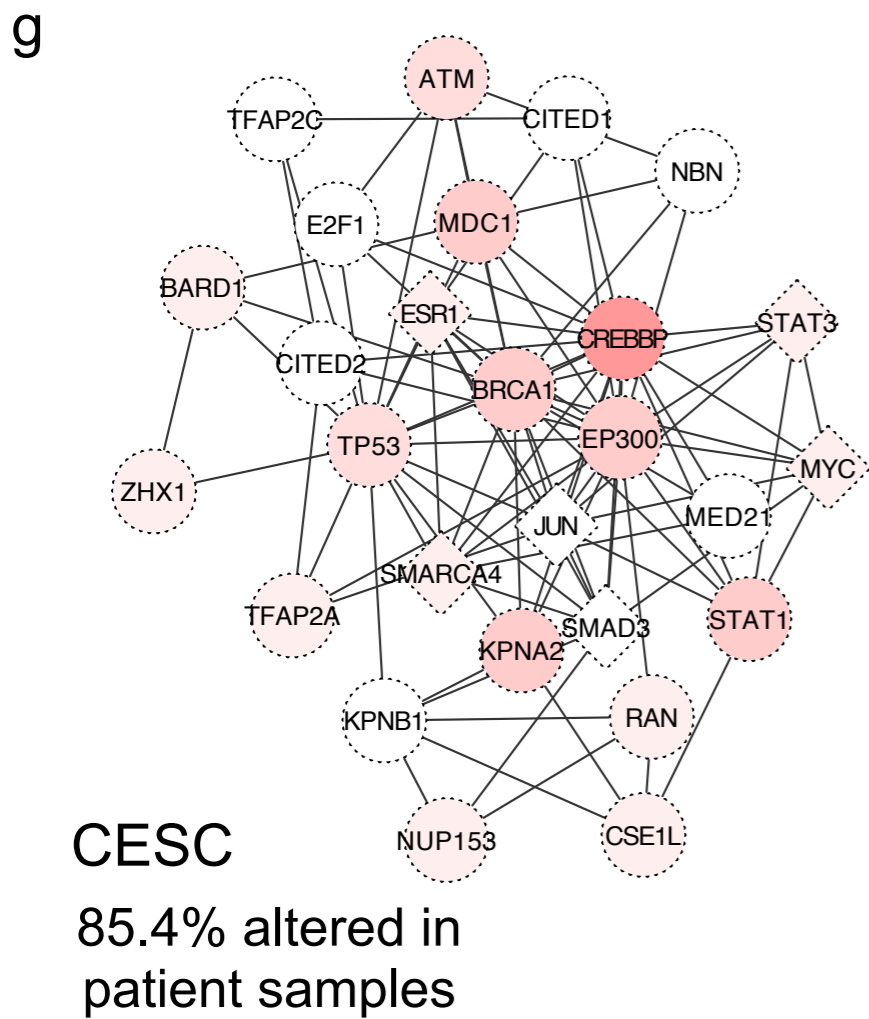 g
ATM
TFAP2C
CITED1
NBN
E2F1
MDC1
BARD1
ESR1
STAT3
CREBBP
CITED2
BRCA1
TP53
EP300
MYC
ZHX1
JUN
MED21
SMARCA4
TFAP2A
SMAD3
STAT1
KPNA2
KPNB1
RAN
NUP153
CSE1L
CESC
85.4% altered in
patient samples